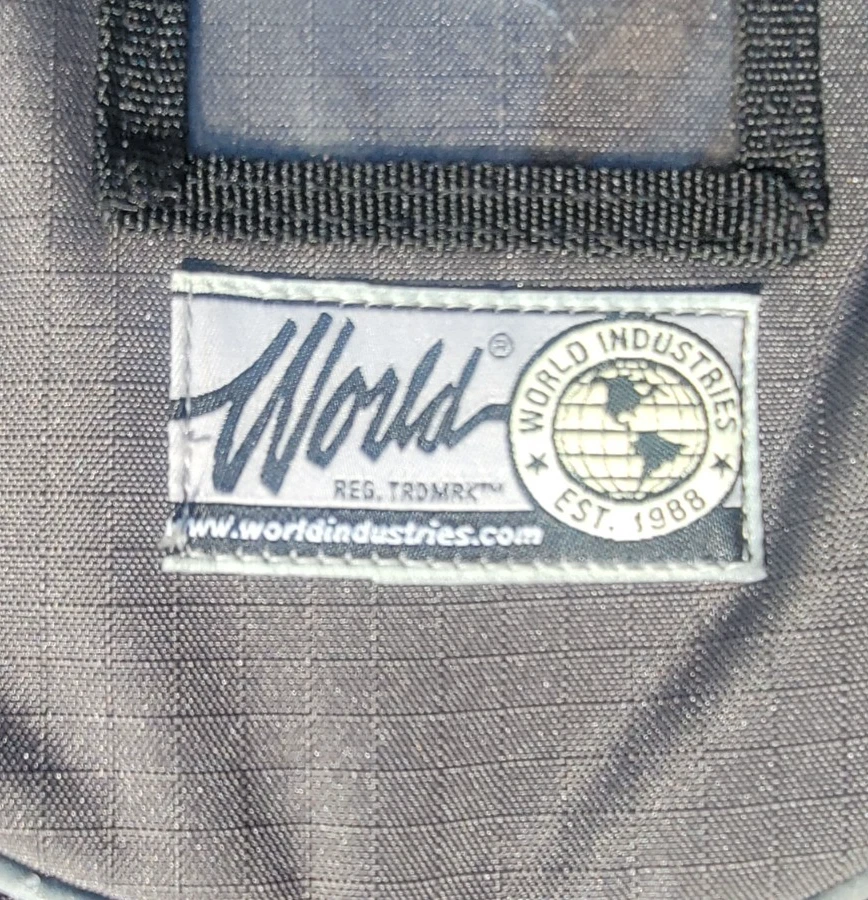 World®
REG. TRDMRK™
www.worldindustries.com
WORLD INDUSTRIES
★ EST. 1988 ★